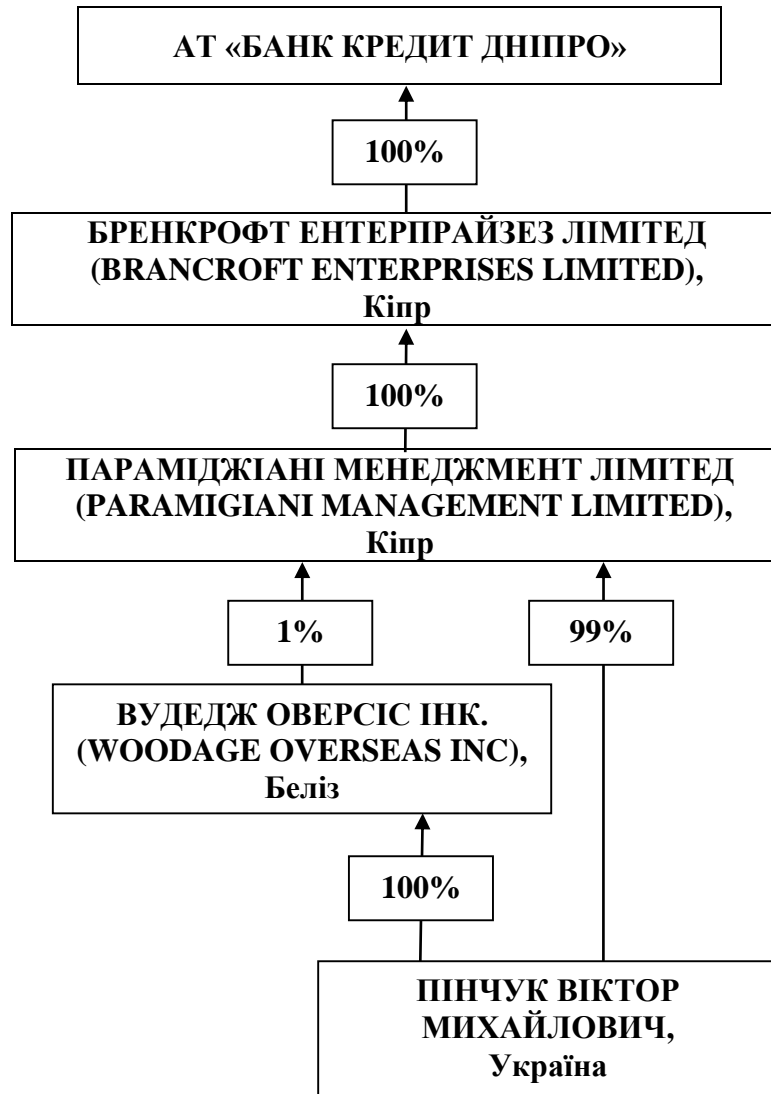 АТ «БАНК КРЕДИТ ДНІПРО»
100%
БРЕНКРОФТ ЕНТЕРПРАЙЗЕЗ ЛІМІТЕД
(BRANCROFT ENTERPRISES LIMITED),
Кіпр
100%
ПАРАМІДЖІАНІ МЕНЕДЖМЕНТ ЛІМІТЕД
(PARAMIGIANI MANAGEMENT LIMITED),
Кіпр
1%
99%
ВУДЕДЖ ОВЕРСІС ІНК.
(WOODAGE OVERSEAS INC),
Беліз
100%
ПІНЧУК ВІКТОР
МИХАЙЛОВИЧ,
Україна